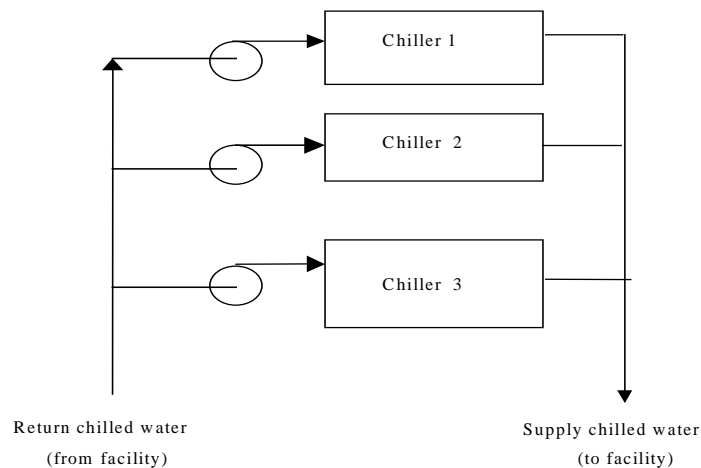 Chiller 1
Chiller 2
Chiller 3
Return chilled water
(from facility)
Supply chilled water
(to facility)